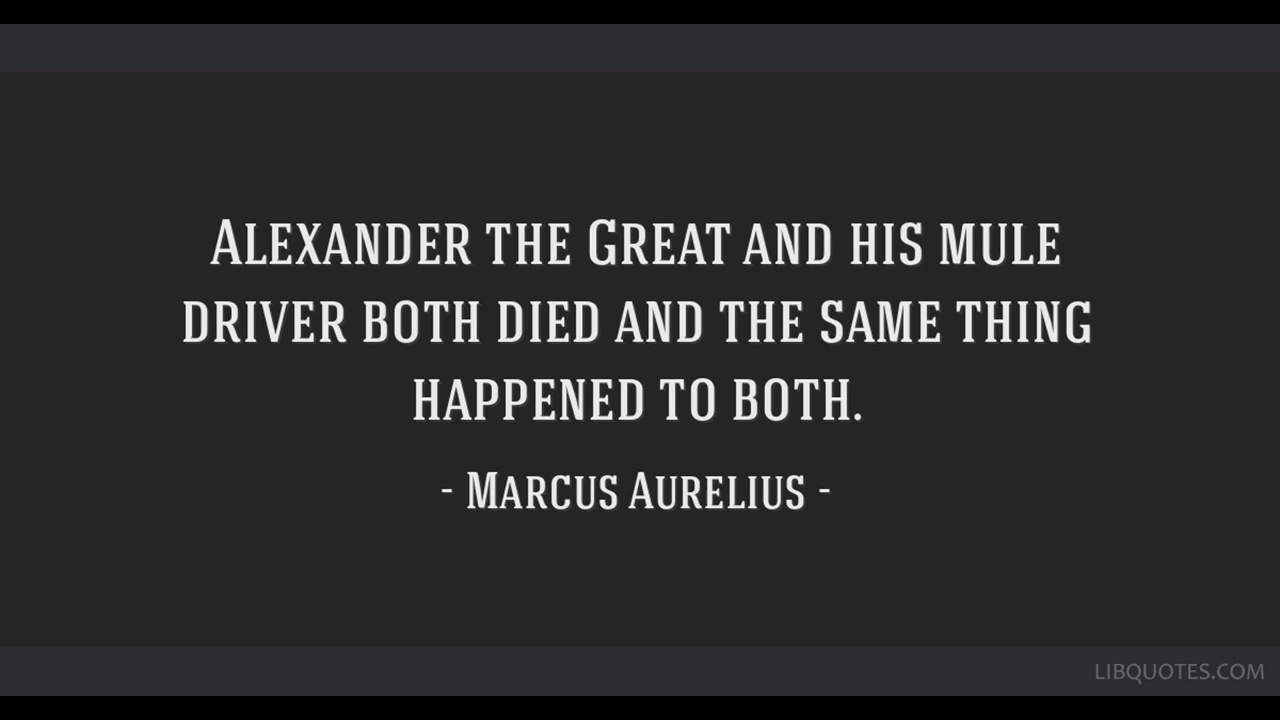 Alexander the Great and his mule
driver both died and the same thing
happened to both.
- Marcus Aurelius -
LIBQUOTES.COM